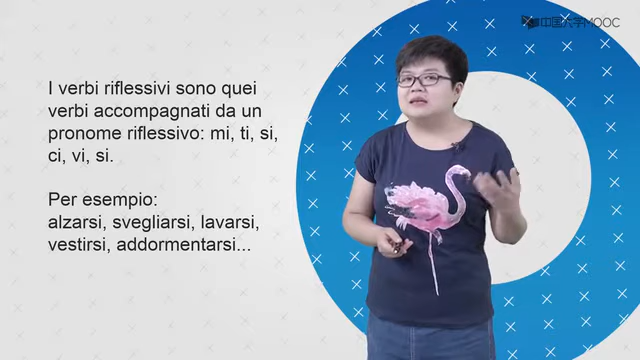 中国大学MOOC
I verbi riflessivi sono quei
verbi accompagnati da un
pronome riflessivo: mi, ti, si,
ci, vi, si.
Per esempio:
alzarsi, svegliarsi, lavarsi,
vestirsi, addormentarsi...